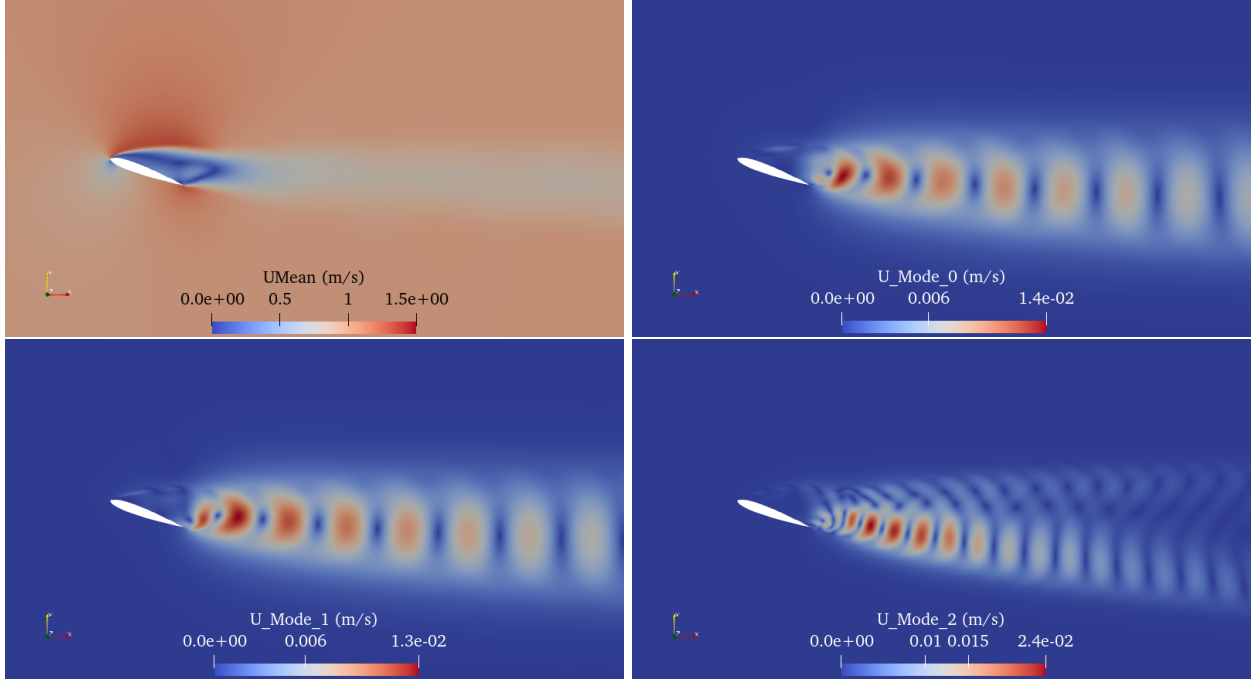 UMean (m/s)
0.0e+00 0.5 1 1.5e+00
U_Mode_0 (m/s)
0.0e+00 0.006 1.4e-02
U_Mode_1 (m/s)
0.0e+00 0.006 1.3e-02
U_Mode_2 (m/s)
0.0e+00 0.01 0.015 2.4e-02